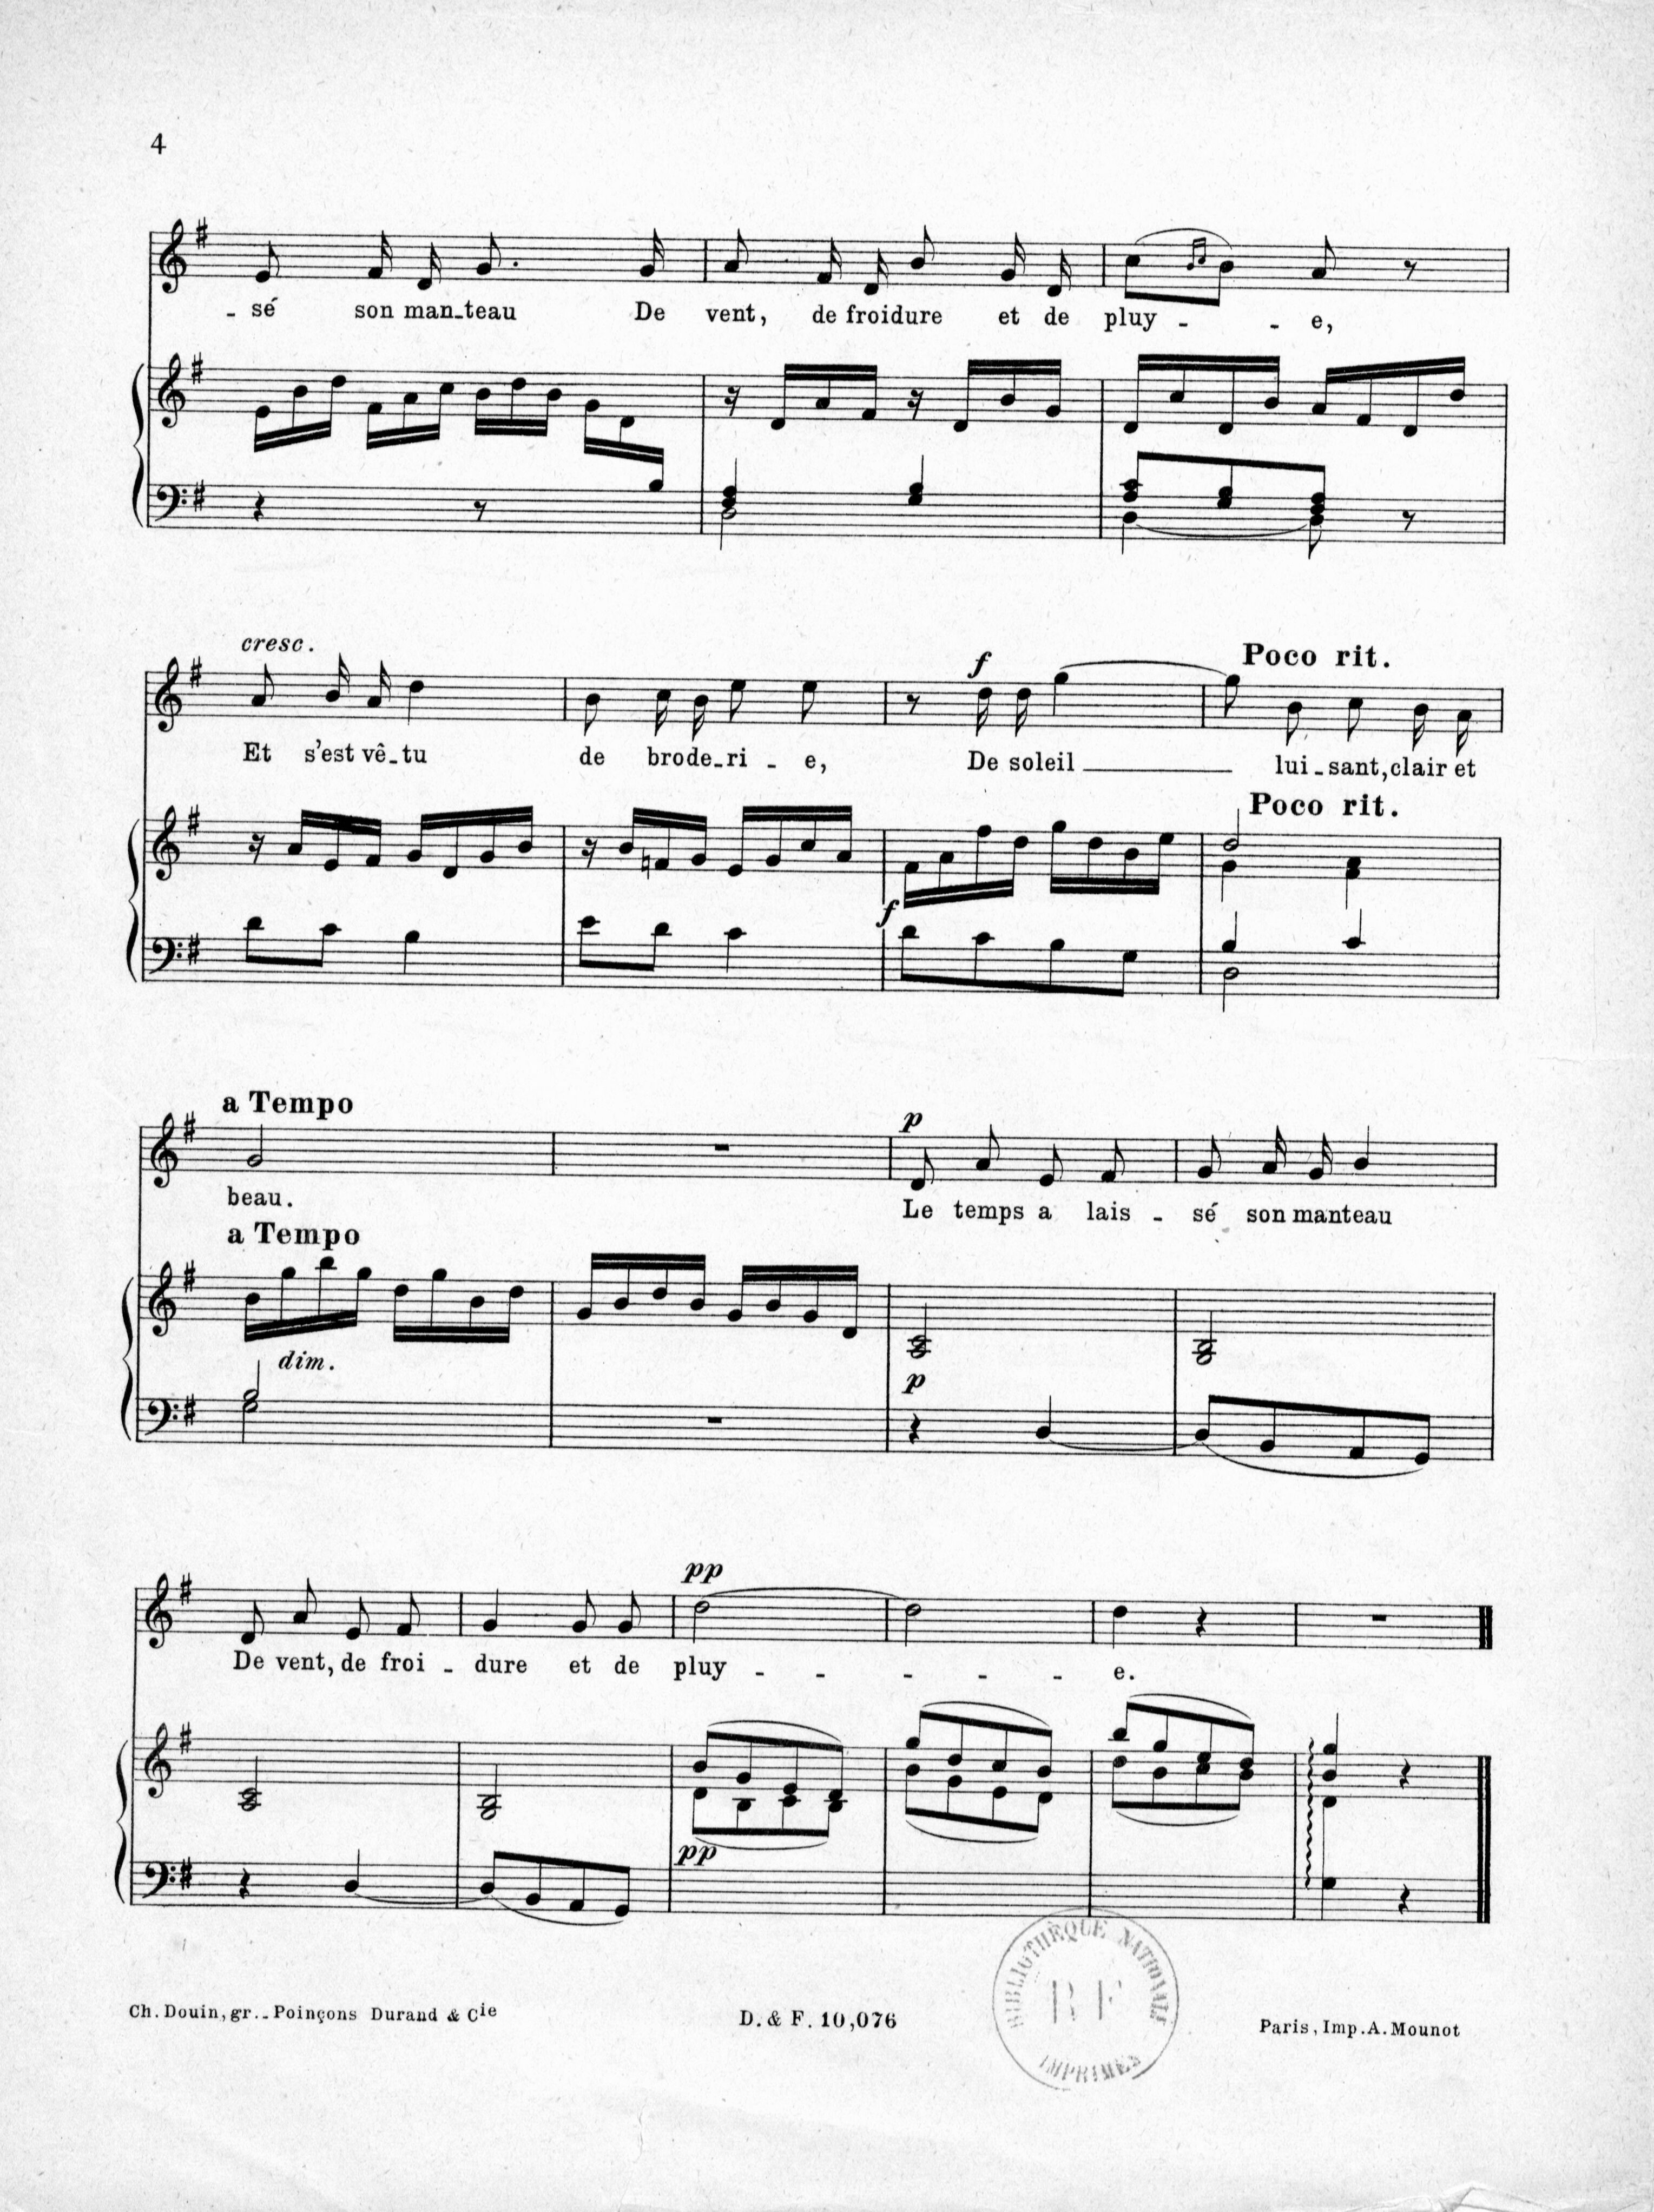 4
- sé son man-teau De vent, de froidure et de pluy - - e,
cresc.
f
Poco rit.
Et s'est vê-tu de brode-ri - e, De soleil lui-sant, clair et
Poco rit.
f
a Tempo
p
beau. Le temps a lais - sé son manteau
a Tempo
dim.
p
pp
De vent, de froi - dure et de pluy - - - - e.
pp
Ch. Douin, gr. - Poinçons Durand & Cie
D. & F. 10,076
Paris, Imp. A. Mounot
BIBLIOTHÈQUE NATIONALE
R F
IMPRIMÉS